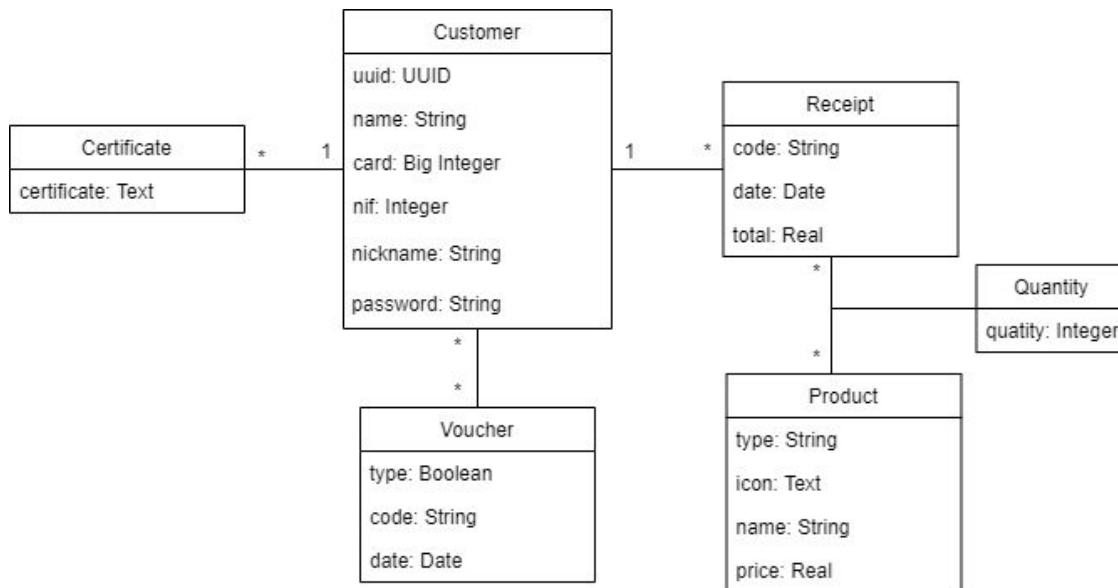 Customer
uuid: UUID
name: String
card: Big Integer
nif: Integer
nickname: String
password: String
Certificate
certificate: Text
*
1
1
*
Receipt
code: String
date: Date
total: Real
*
*
Quantity
quatity: Integer
*
*
Voucher
type: Boolean
code: String
date: Date
Product
type: String
icon: Text
name: String
price: Real